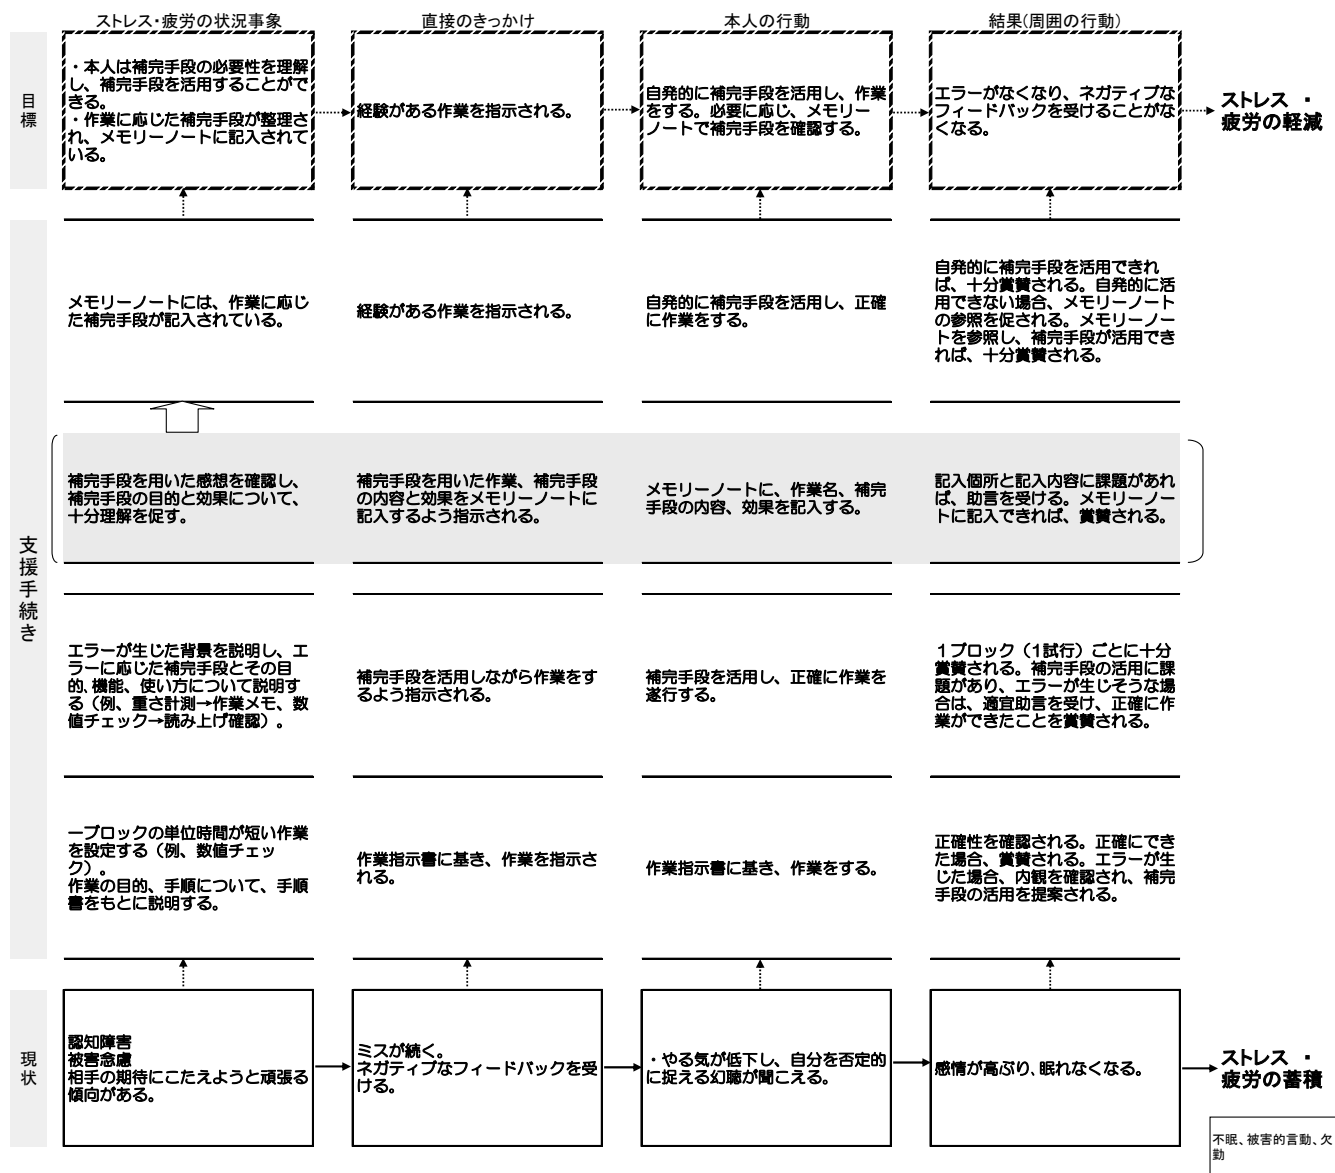 ストレス・疲労の状況事象
直接のきっかけ
本人の行動
結果(周囲の行動)
目標
・本人は補完手段の必要性を理解
し、補完手段を活用することがで
きる。
・作業に応じた補完手段が整理さ
れ、メモリーノートに記入されて
いる。
経験がある作業を指示される。
自発的に補完手段を活用し、作業
をする。必要に応じ、メモリー
ノートで補完手段を確認する。
エラーがなくなり、ネガティブな
フィードバックを受けることがな
くなる。
ストレス ・
疲労の軽減
支援手続き
メモリーノートには、作業に応じ
た補完手段が記入されている。
経験がある作業を指示される。
自発的に補完手段を活用し、正確
に作業をする。
自発的に補完手段を活用できれ
ば、十分賞賛される。自発的に活
用できない場合、メモリーノート
の参照を促される。メモリーノー
トを参照し、補完手段が活用でき
れば、十分賞賛される。
補完手段を用いた感想を確認し、
補完手段の目的と効果について、
十分理解を促す。
補完手段を用いた作業、補完手段
の内容と効果をメモリーノートに
記入するよう指示される。
メモリーノートに、作業名、補完
手段の内容、効果を記入する。
記入個所と記入内容に課題があれ
ば、助言を受ける。メモリーノー
トに記入できれば、賞賛される。
エラーが生じた背景を説明し、エ
ラーに応じた補完手段とその目
的、機能、使い方について説明す
る（例、重さ計測→作業メモ、数
値チェック→読み上げ確認）。
補完手段を活用しながら作業をす
るよう指示される。
補完手段を活用し、正確に作業を
遂行する。
１ブロック（1試行）ごとに十分
賞賛される。補完手段の活用に課
題があり、エラーが生じそうな場
合は、適宜助言を受け、正確に作
業ができたことを賞賛される。
一ブロックの単位時間が短い作業
を設定する（例、数値チェッ
ク）。
作業の目的、手順について、手順
書をもとに説明する。
作業指示書に基き、作業を指示さ
れる。
作業指示書に基き、作業をする。
正確性を確認される。正確にでき
た場合、賞賛される。エラーが生
じた場合、内観を確認され、補完
手段の活用を提案される。
現状
認知障害
被害念慮
相手の期待にこたえようと頑張る
傾向がある。
ミスが続く。
ネガティブなフィードバックを受
ける。
・やる気が低下し、自分を否定的
に捉える幻聴が聞こえる。
感情が高ぶり、眠れなくなる。
ストレス ・
疲労の蓄積
不眠、被害的言動、欠
勤